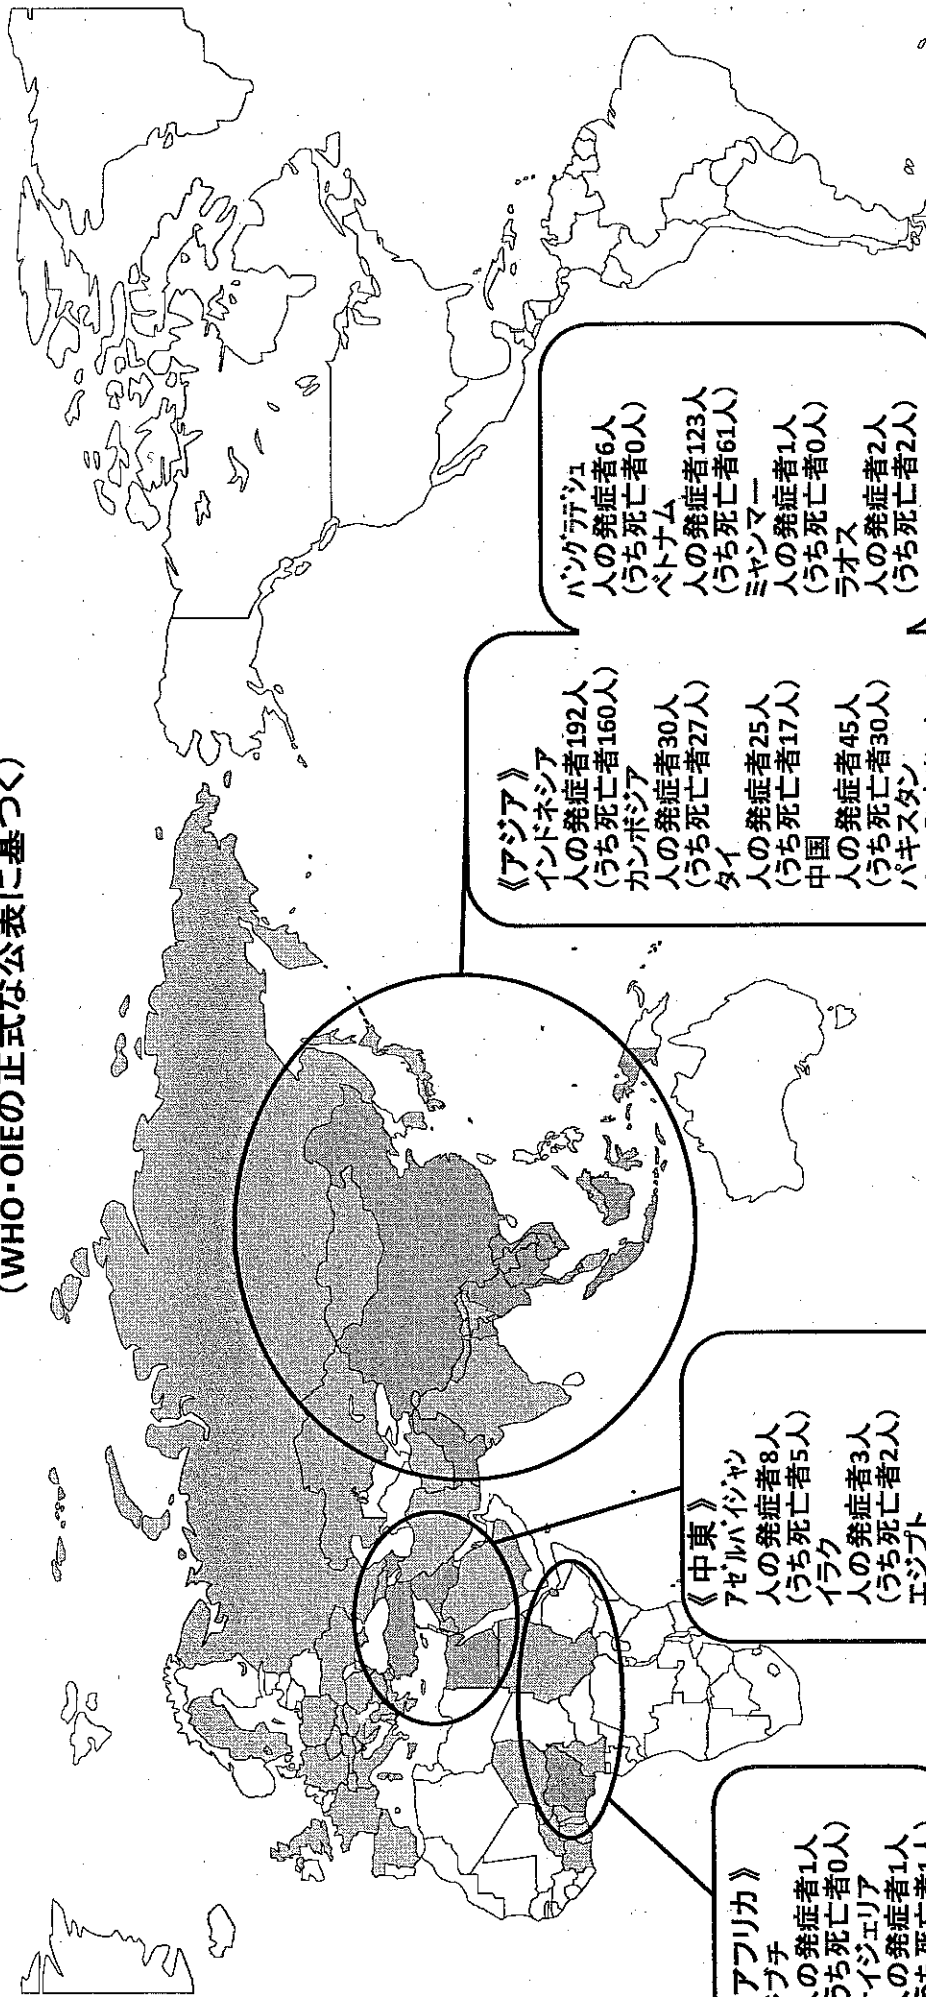 (WHO・OIEの正式な公表に基づく)
《アジア》
インドネシア
人の発症者192人
(うち死亡者160人)
カンボジア
人の発症者30人
(うち死亡者27人)
タイ
人の発症者25人
(うち死亡者17人)
中国
人の発症者45人
(うち死亡者30人)
パキスタン
バングラデシュ
人の発症者6人
(うち死亡者0人)
ベトナム
人の発症者123人
(うち死亡者61人)
ミャンマー
人の発症者1人
(うち死亡者0人)
ラオス
人の発症者2人
(うち死亡者2人)
《中東》
アゼルバイジャン
人の発症者8人
(うち死亡者5人)
イラク
人の発症者3人
(うち死亡者2人)
エジプト
アフリカ》
ブチ
の発症者1人
うち死亡者0人)
イジェリア
の発症者1人
うち死亡者1人)